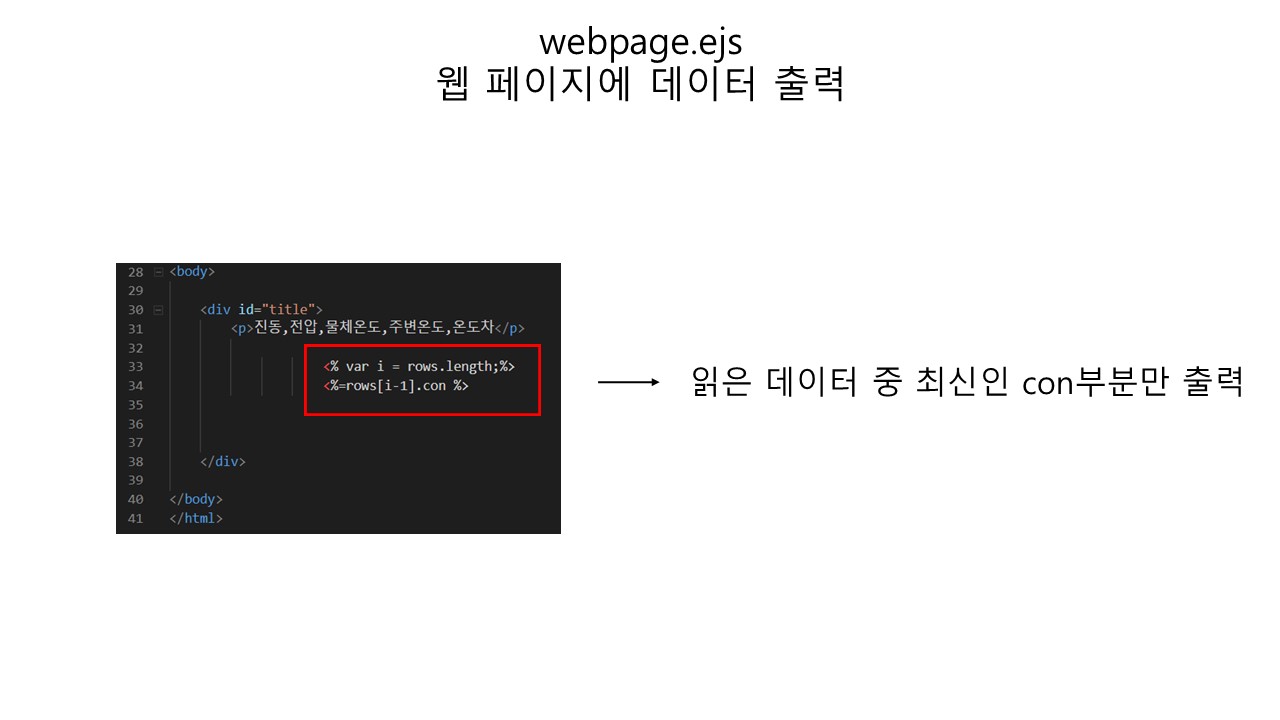 webpage.ejs
웹 페이지에 데이터 출력
28 <body>
29
30 <div id="title">
31 <p>진동,전압,물체온도,주변온도,온도차</p>
32
33 <% var i = rows.length;%>
34 <%=rows[i-1].con %>
35
36
37
38 </div>
39
40 </body>
41 </html>
읽은 데이터 중 최신인 con부분만 출력